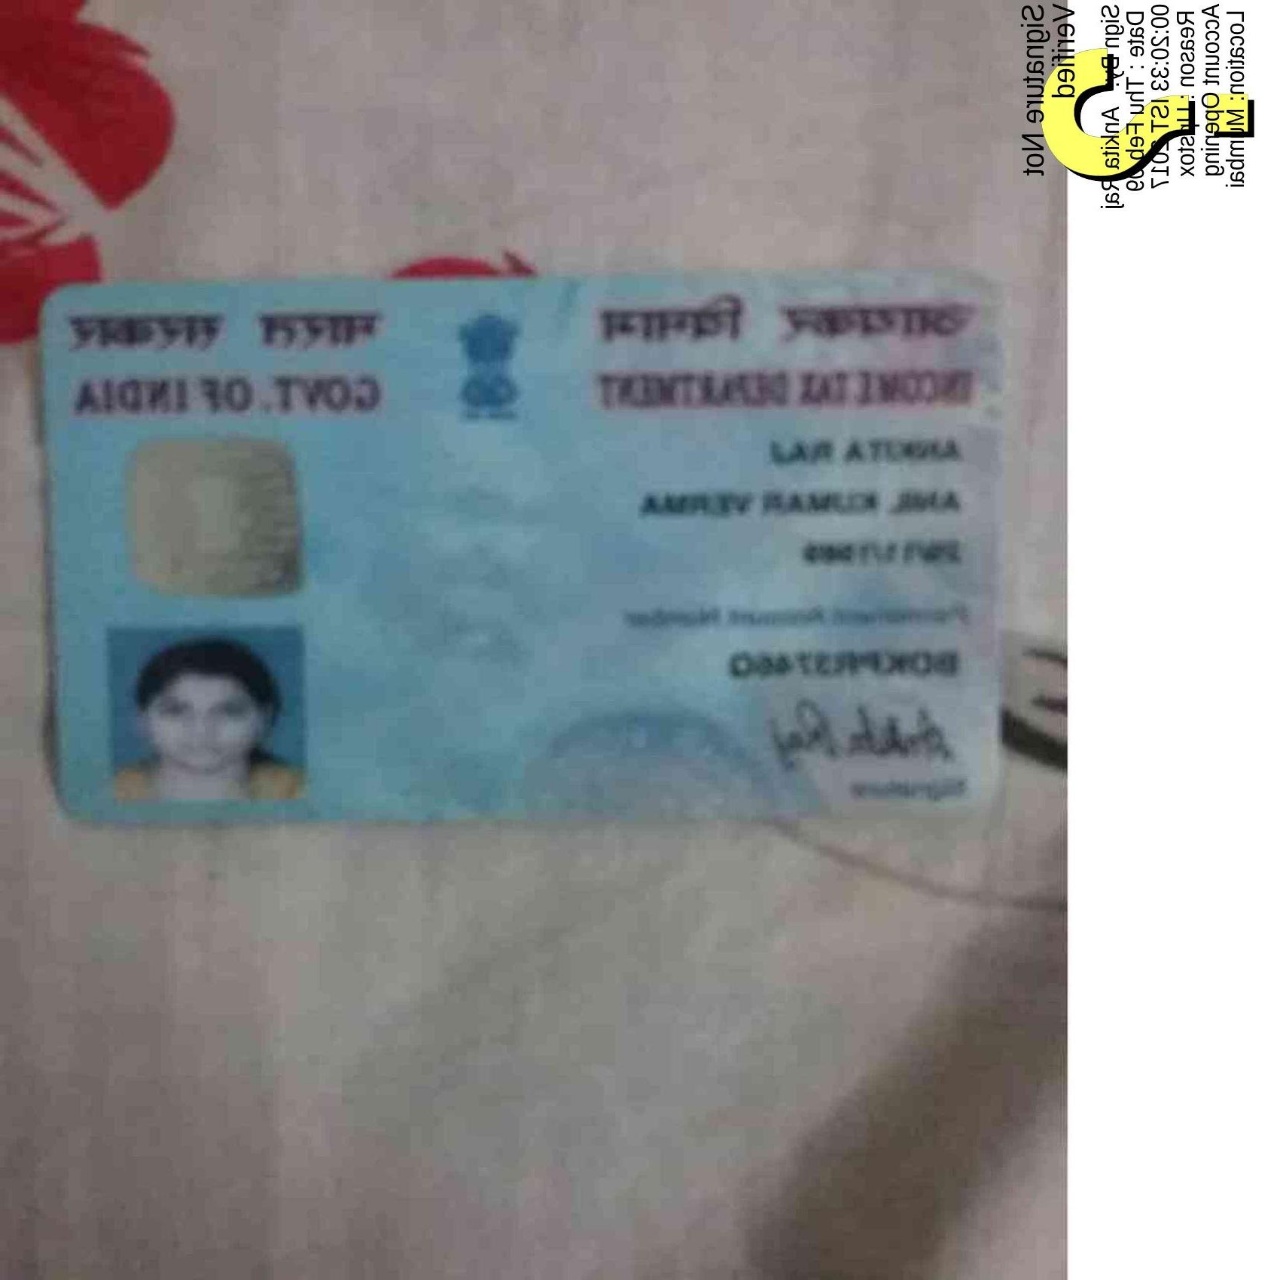 आयकर विभाग भारत सरकार
INCOME TAX DEPARTMENT GOVT. OF INDIA
ANKITA RAJ
ANIL KUMAR VERMA
Permanent Account Number
Ankita Raj
Signature
Signature Not
Verified
Sign By: Ankita Raj
Date : Thu Feb 09
00:20:33 IST 2017
Reason : Upstox
Account Opening
Location: Mumbai